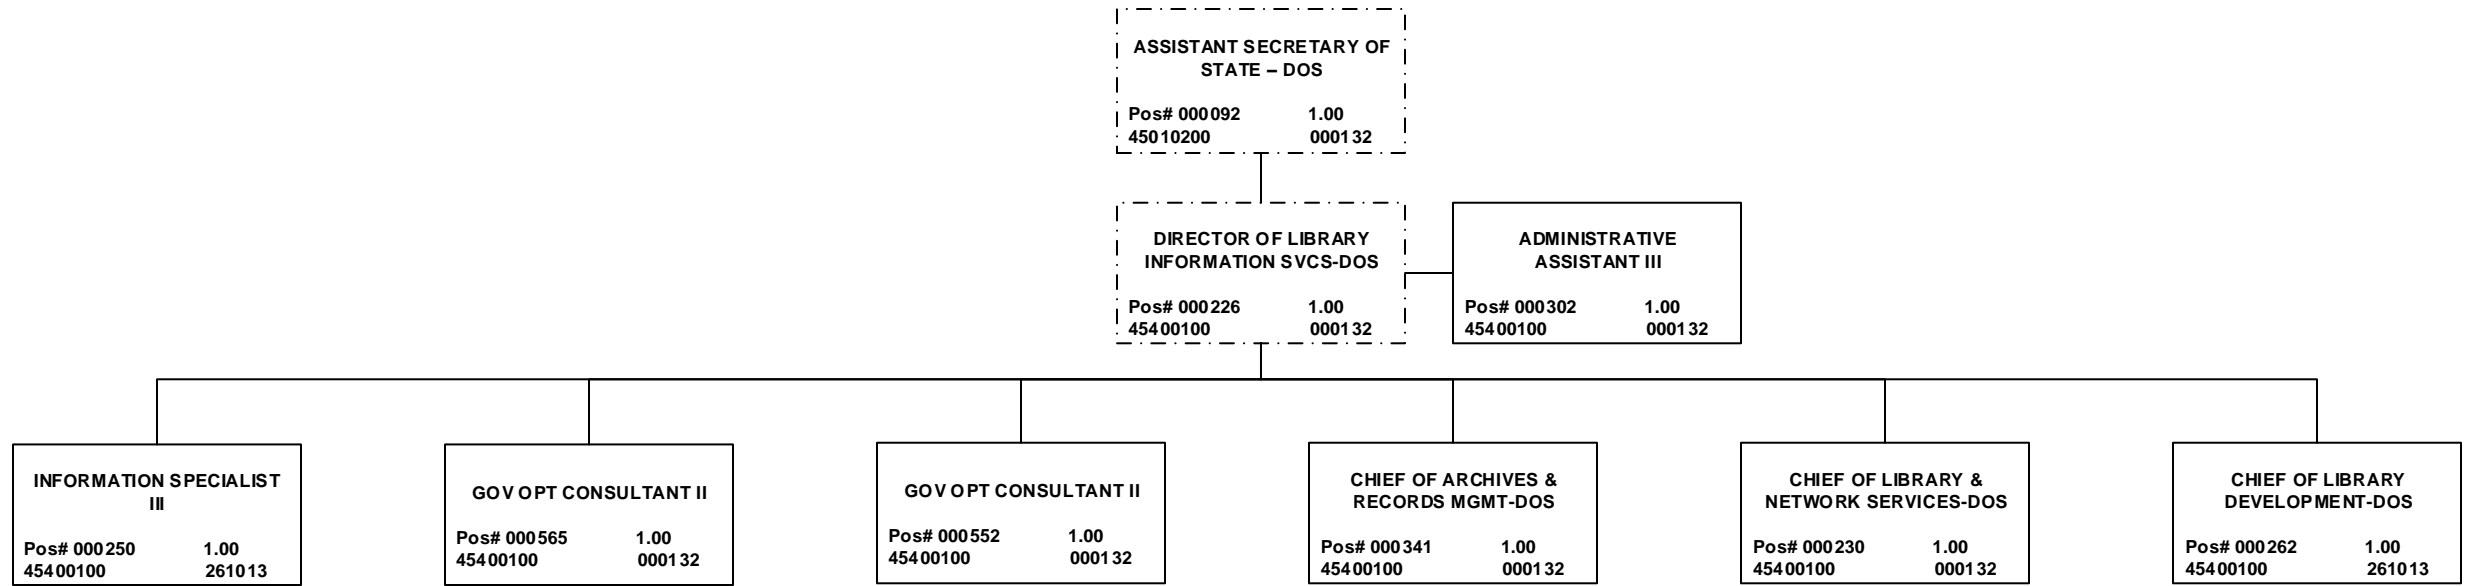 ASSISTANT SECRETARY OF
STATE – DOS
Pos# 000092 1.00
45010200 000132
DIRECTOR OF LIBRARY
INFORMATION SVCS-DOS
Pos# 000226 1.00
45400100 000132
ADMINISTRATIVE
ASSISTANT III
Pos# 000302 1.00
45400100 000132
INFORMATION SPECIALIST
III
Pos# 000250 1.00
45400100 261013
GOV OPT CONSULTANT II
Pos# 000565 1.00
45400100 000132
GOV OPT CONSULTANT II
Pos# 000552 1.00
45400100 000132
CHIEF OF ARCHIVES &
RECORDS MGMT-DOS
Pos# 000341 1.00
45400100 000132
CHIEF OF LIBRARY &
NETWORK SERVICES-DOS
Pos# 000230 1.00
45400100 000132
CHIEF OF LIBRARY
DEVELOPMENT-DOS
Pos# 000262 1.00
45400100 261013